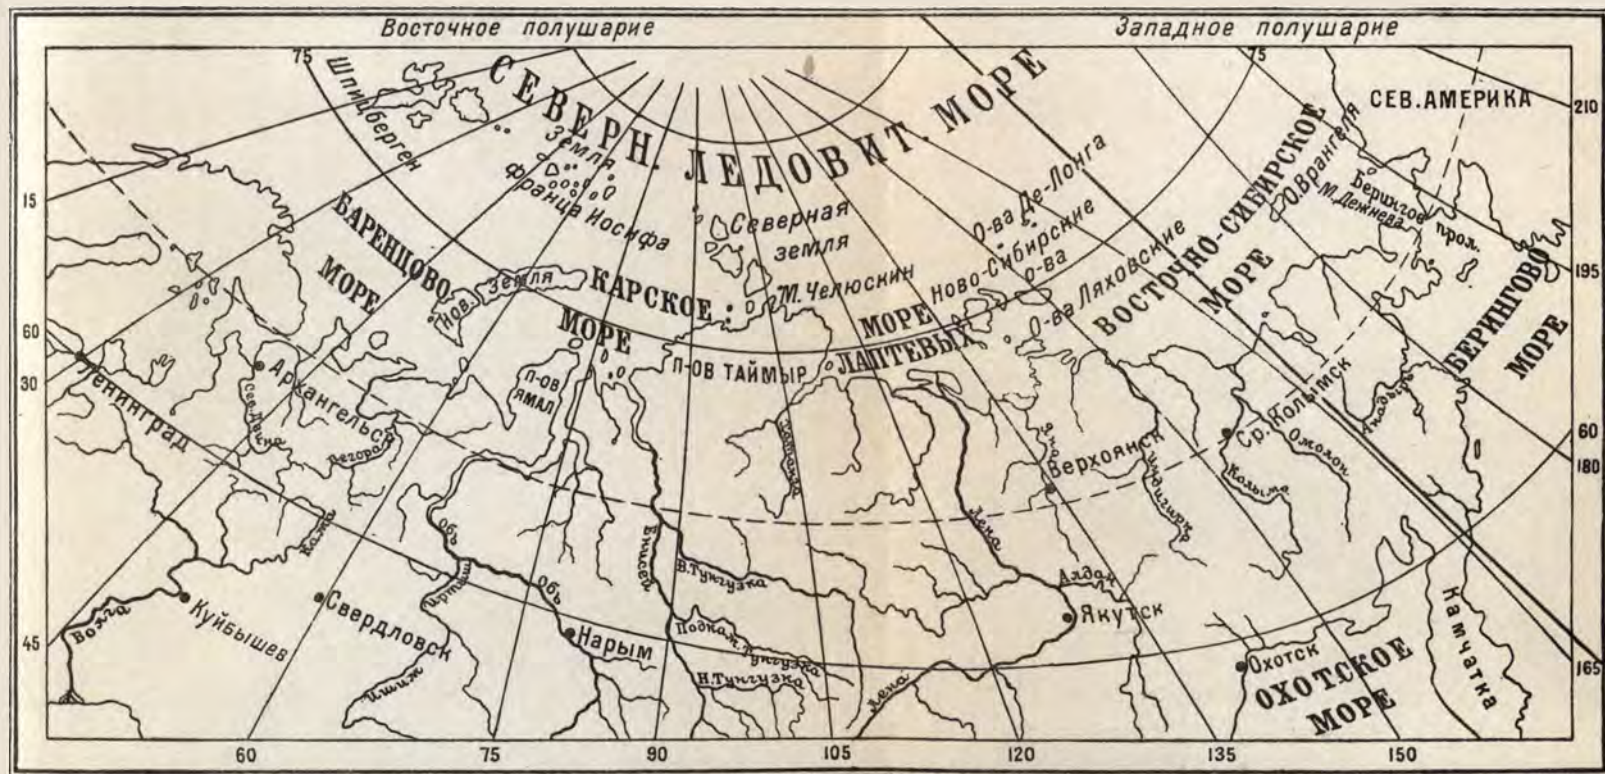 Восточное полушарие
Западное полушарие
75
75
Шпицберген
СЕВЕРН. ЛЕДОВИТ. МОРЕ
СЕВ. АМЕРИКА
210
Земля
Франца Иосифа
О-ва Де-Лонга
О. Врангеля
Берингов
прол.
М. Дежнева
15
БАРЕНЦОВО
МОРЕ
Северная
земля
Ново-Сибирские
о-ва
ВОСТОЧНО-СИБИРСКОЕ
МОРЕ
195
Нов. Земля
КАРСКОЕ
МОРЕ
М. Челюскин
О-ва Ляховские
БЕРИНГОВО
МОРЕ
60
МОРЕ
ЛАПТЕВЫХ
П-ОВ ТАЙМЫР
П-ОВ
ЯМАЛ
30
Ленинград
Архангельск
Сев. Двина
Печора
Хатанга
Яна
Верхоянск
Индигирка
Ср. Колымск
Омолон
Колыма
Анадырь
60
180
Кама
Обь
Енисей
Лена
В. Тунгузка
Алдан
Обь
Иртыш
Волга
Куйбышев
Свердловск
Нарым
Подкам. Тунгузка
Якутск
Камчатка
45
Ишим
Н. Тунгузка
Лена
Охотск
ОХОТСКОЕ
МОРЕ
165
60
75
90
105
120
135
150